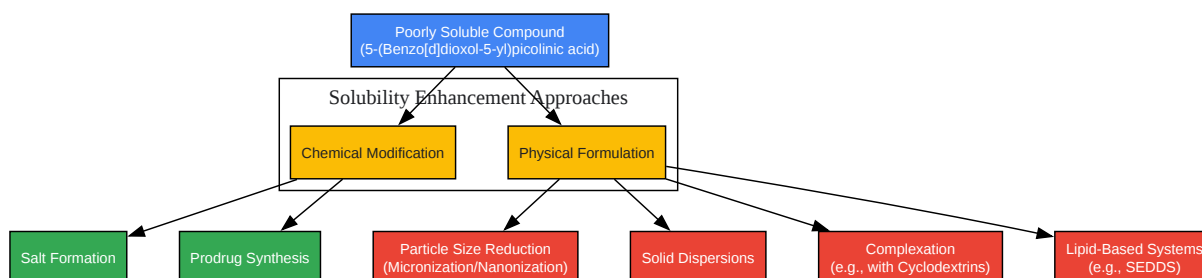 Poorly Soluble Compound
(5-(Benzo[d]dioxol-5-yl)picolinic acid)
Solubility Enhancement Approaches
Chemical Modification
Physical Formulation
Salt Formation
Prodrug Synthesis
Particle Size Reduction
(Micronization/Nanonization)
Solid Dispersions
Complexation
(e.g., with Cyclodextrins)
Lipid-Based Systems
(e.g., SEDDS)